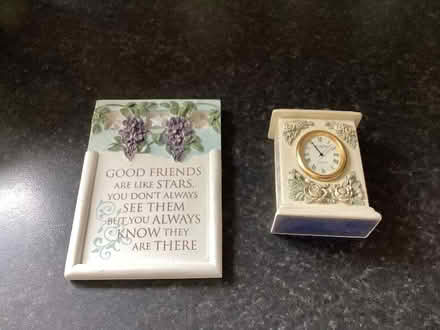 GOOD FRIENDS
ARE LIKE STARS.
YOU DON'T ALWAYS
SEE THEM
BUT YOU ALWAYS
KNOW THEY
ARE THERE